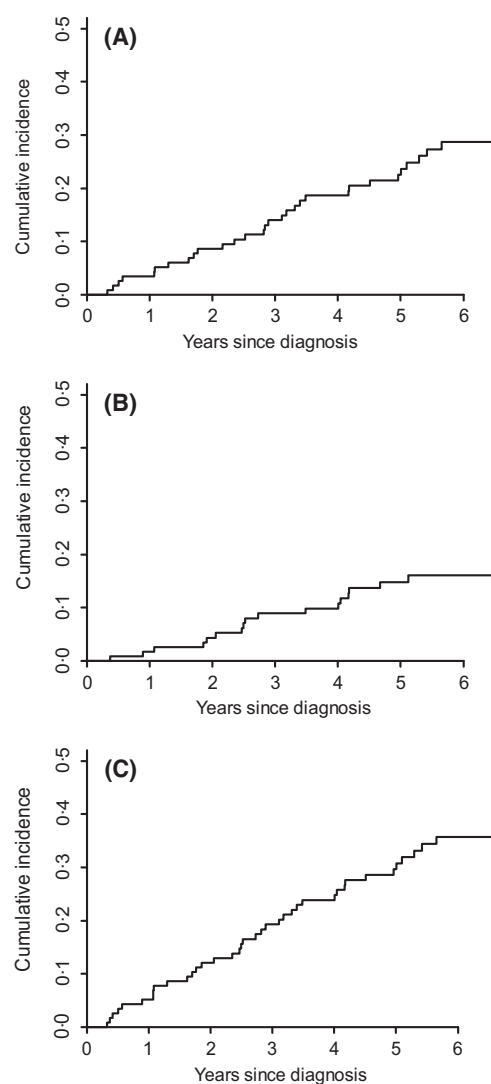 (A)
Cumulative incidence
0·0 0·1 0·2 0·3 0·4 0·5
0 1 2 3 4 5 6
Years since diagnosis
(B)
Cumulative incidence
0·0 0·1 0·2 0·3 0·4 0·5
0 1 2 3 4 5 6
Years since diagnosis
(C)
Cumulative incidence
0·0 0·1 0·2 0·3 0·4 0·5
0 1 2 3 4 5 6
Years since diagnosis